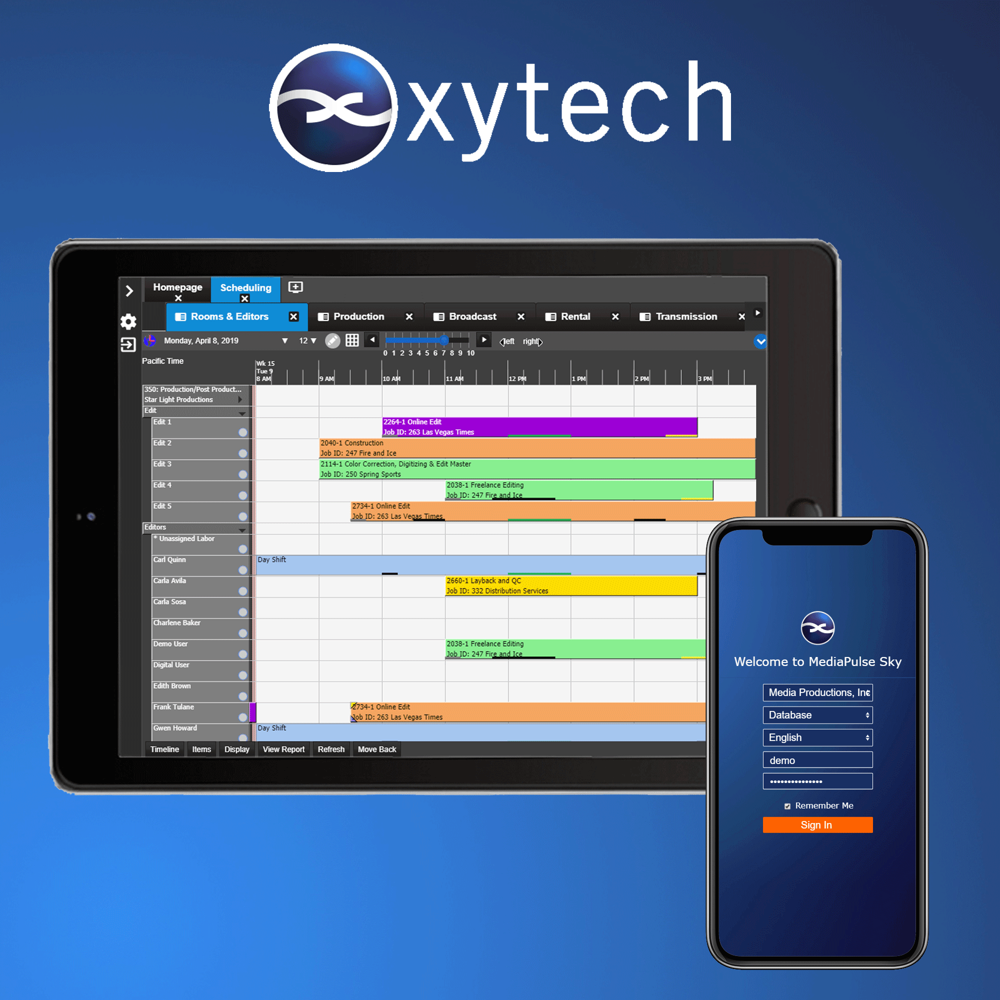 xytech
Homepage
Scheduling
Rooms & Editors
Production
Broadcast
Rental
Transmission
Monday, April 8, 2019
12
left right
0 1 2 3 4 5 6 7 8 9 10
Pacific Time
Wk 15
Tue 9
8 AM 9 AM 10 AM 11 AM 12 PM 1 PM 2 PM 3 PM
350: Production/Post Product...
Star Light Productions
Edit
Edit 1
2264-1 Online Edit
Job ID: 263 Las Vegas Times
Edit 2
2040-1 Construction
Job ID: 247 Fire and Ice
Edit 3
2114-1 Color Correction, Digitizing & Edit Master
Job ID: 250 Spring Sports
Edit 4
2038-1 Freelance Editing
Job ID: 247 Fire and Ice
Edit 5
2734-1 Online Edit
Job ID: 263 Las Vegas Times
Editors
* Unassigned Labor
Carl Quinn
Day Shift
Carla Avila
2660-1 Layback and QC
Job ID: 332 Distribution Services
Carla Sosa
Charlene Baker
Demo User
2038-1 Freelance Editing
Job ID: 247 Fire and Ice
Digital User
Edith Brown
Frank Tulane
2734-1 Online Edit
Job ID: 263 Las Vegas Times
Gwen Howard
Day Shift
Timeline Items Display View Report Refresh Move Back
Welcome to MediaPulse Sky
Media Productions, Inc
Database
English
demo
•••••••••••••••
Remember Me
Sign In